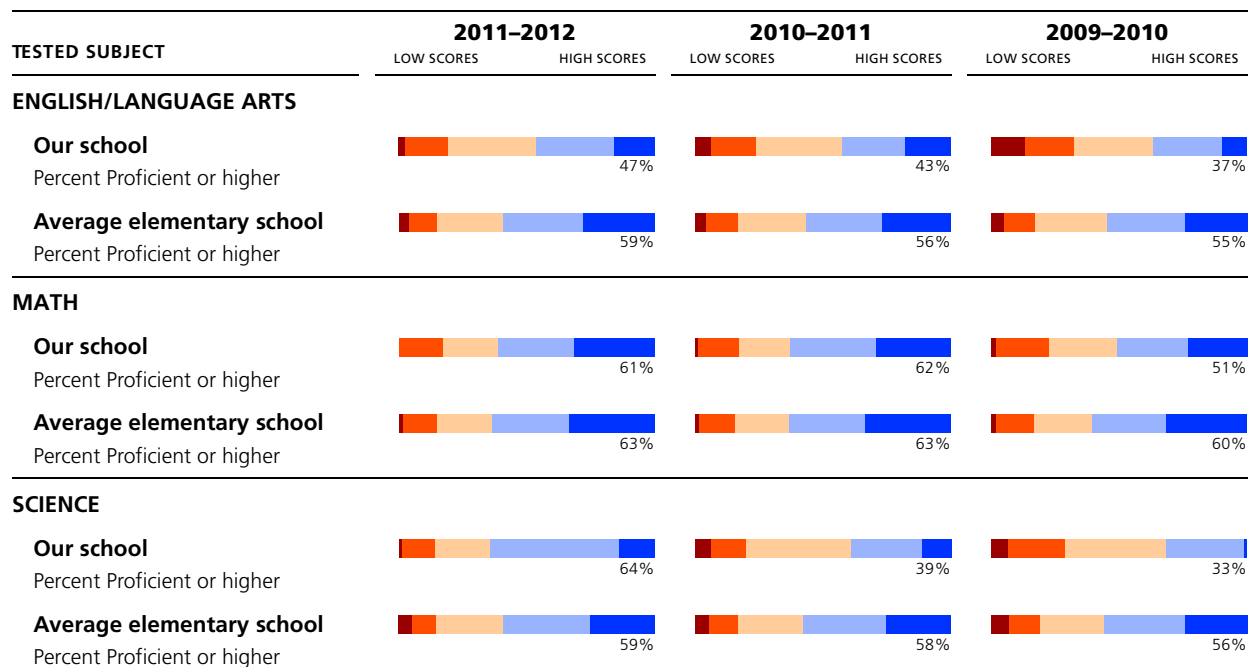 2011–2012 2010–2011 2009–2010
TESTED SUBJECT LOW SCORES HIGH SCORES LOW SCORES HIGH SCORES LOW SCORES HIGH SCORES
ENGLISH/LANGUAGE ARTS
Our school
Percent Proficient or higher 47% 43% 37%
Average elementary school
Percent Proficient or higher 59% 56% 55%
MATH
Our school
Percent Proficient or higher 61% 62% 51%
Average elementary school
Percent Proficient or higher 63% 63% 60%
SCIENCE
Our school
Percent Proficient or higher 64% 39% 33%
Average elementary school
Percent Proficient or higher 59% 58% 56%